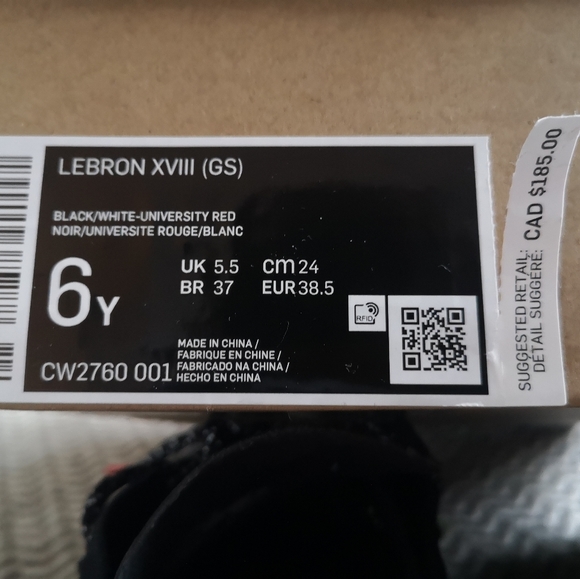 LEBRON XVIII (GS)
BLACK/WHITE-UNIVERSITY RED
NOIR/UNIVERSITE ROUGE/BLANC
6Y
UK 5.5 cm 24
BR 37 EUR 38.5
RFID
CW2760 001
MADE IN CHINA /
FABRIQUE EN CHINE /
FABRICADO NA CHINA /
HECHO EN CHINA
SUGGESTED RETAIL:
DETAIL SUGGÉRÉ:
CAD $185.00